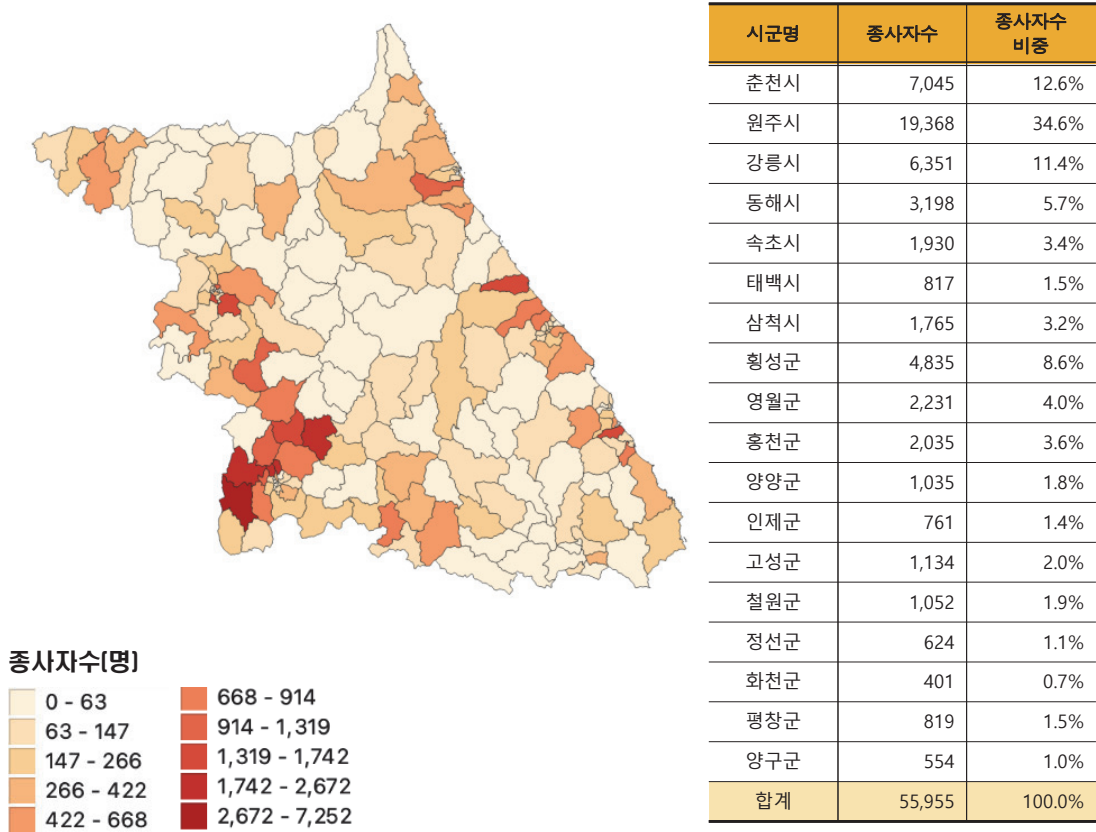 시군명 종사자수 종사자수
비중
춘천시 7,045 12.6%
원주시 19,368 34.6%
강릉시 6,351 11.4%
동해시 3,198 5.7%
속초시 1,930 3.4%
태백시 817 1.5%
삼척시 1,765 3.2%
횡성군 4,835 8.6%
영월군 2,231 4.0%
홍천군 2,035 3.6%
양양군 1,035 1.8%
인제군 761 1.4%
고성군 1,134 2.0%
철원군 1,052 1.9%
정선군 624 1.1%
화천군 401 0.7%
평창군 819 1.5%
양구군 554 1.0%
합계 55,955 100.0%
종사자수(명)
0 - 63
63 - 147
147 - 266
266 - 422
422 - 668
668 - 914
914 - 1,319
1,319 - 1,742
1,742 - 2,672
2,672 - 7,252